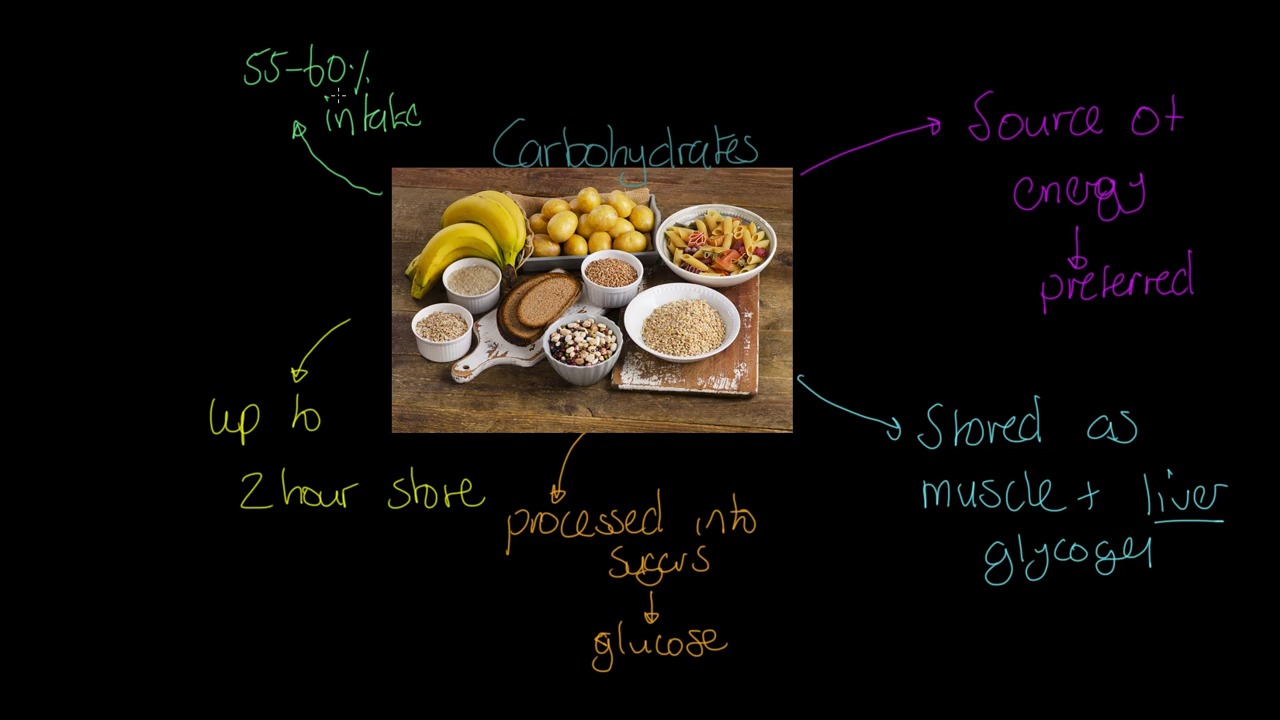 55-60%
intake
Carbohydrates
Source of
energy
preferred
up to
2 hour store
processed into
sugars
glucose
Stored as
muscle + liver
glycogen